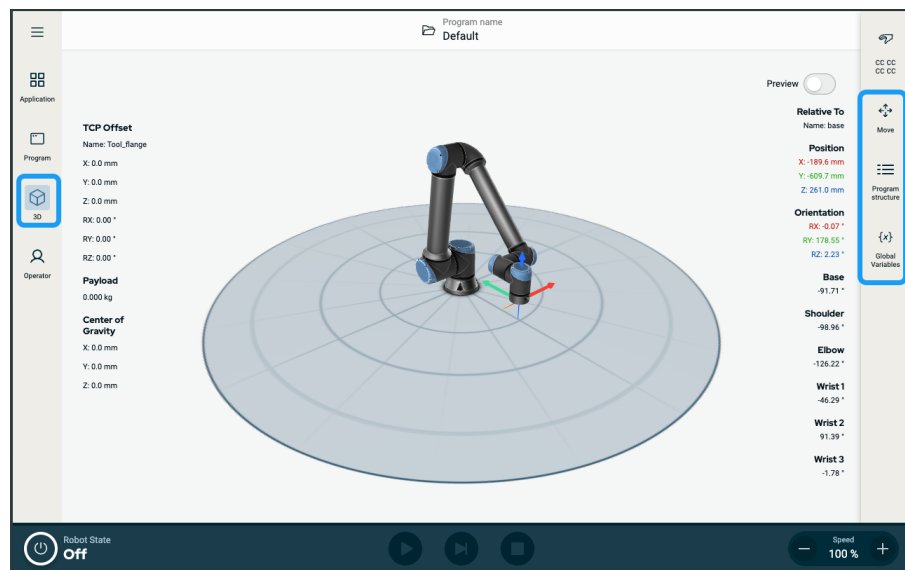 Program name
Default
Application
Program
3D
Operator
TCP Offset
Name: Tool_flange
X: 0.0 mm
Y: 0.0 mm
Z: 0.0 mm
RX: 0.00 °
RY: 0.00 °
RZ: 0.00 °
Payload
0.000 kg
Center of
Gravity
X: 0.0 mm
Y: 0.0 mm
Z: 0.0 mm
Preview
Relative To
Name: base
Position
X: -189.6 mm
Y: -609.7 mm
Z: 261.0 mm
Orientation
RX: -0.07 °
RY: 178.55 °
RZ: 2.23 °
Base
-91.71 °
Shoulder
-98.96 °
Elbow
-126.22 °
Wrist 1
-46.29 °
Wrist 2
91.39 °
Wrist 3
-1.78 °
CC CC
CC CC
Move
Program
structure
{x}
Global
Variables
Robot State
Off
Speed
100 %